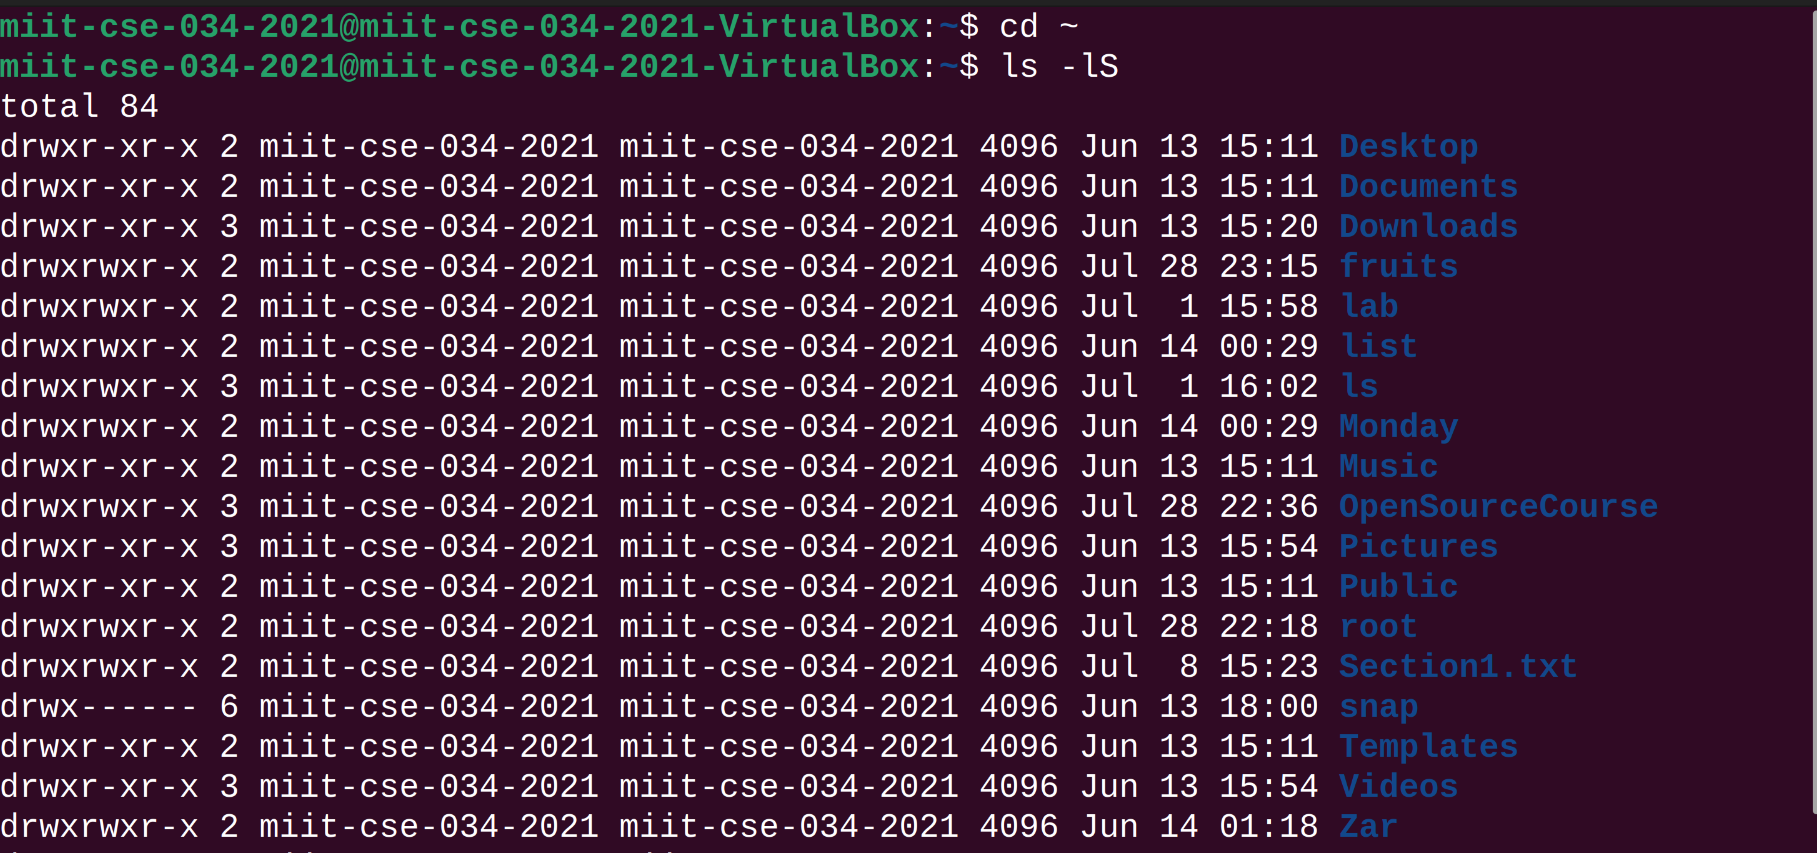 miit-cse-034-2021@miit-cse-034-2021-VirtualBox:~$ cd ~
miit-cse-034-2021@miit-cse-034-2021-VirtualBox:~$ ls -lS
total 84
drwxr-xr-x 2 miit-cse-034-2021 miit-cse-034-2021 4096 Jun 13 15:11 Desktop
drwxr-xr-x 2 miit-cse-034-2021 miit-cse-034-2021 4096 Jun 13 15:11 Documents
drwxr-xr-x 3 miit-cse-034-2021 miit-cse-034-2021 4096 Jun 13 15:20 Downloads
drwxrwxr-x 2 miit-cse-034-2021 miit-cse-034-2021 4096 Jul 28 23:15 fruits
drwxrwxr-x 2 miit-cse-034-2021 miit-cse-034-2021 4096 Jul  1 15:58 lab
drwxrwxr-x 2 miit-cse-034-2021 miit-cse-034-2021 4096 Jun 14 00:29 list
drwxrwxr-x 3 miit-cse-034-2021 miit-cse-034-2021 4096 Jul  1 16:02 ls
drwxrwxr-x 2 miit-cse-034-2021 miit-cse-034-2021 4096 Jun 14 00:29 Monday
drwxr-xr-x 2 miit-cse-034-2021 miit-cse-034-2021 4096 Jun 13 15:11 Music
drwxrwxr-x 3 miit-cse-034-2021 miit-cse-034-2021 4096 Jul 28 22:36 OpenSourceCourse
drwxr-xr-x 3 miit-cse-034-2021 miit-cse-034-2021 4096 Jun 13 15:54 Pictures
drwxr-xr-x 2 miit-cse-034-2021 miit-cse-034-2021 4096 Jun 13 15:11 Public
drwxrwxr-x 2 miit-cse-034-2021 miit-cse-034-2021 4096 Jul 28 22:18 root
drwxrwxr-x 2 miit-cse-034-2021 miit-cse-034-2021 4096 Jul  8 15:23 Section1.txt
drwx------ 6 miit-cse-034-2021 miit-cse-034-2021 4096 Jun 13 18:00 snap
drwxr-xr-x 2 miit-cse-034-2021 miit-cse-034-2021 4096 Jun 13 15:11 Templates
drwxr-xr-x 3 miit-cse-034-2021 miit-cse-034-2021 4096 Jun 13 15:54 Videos
drwxrwxr-x 2 miit-cse-034-2021 miit-cse-034-2021 4096 Jun 14 01:18 Zar